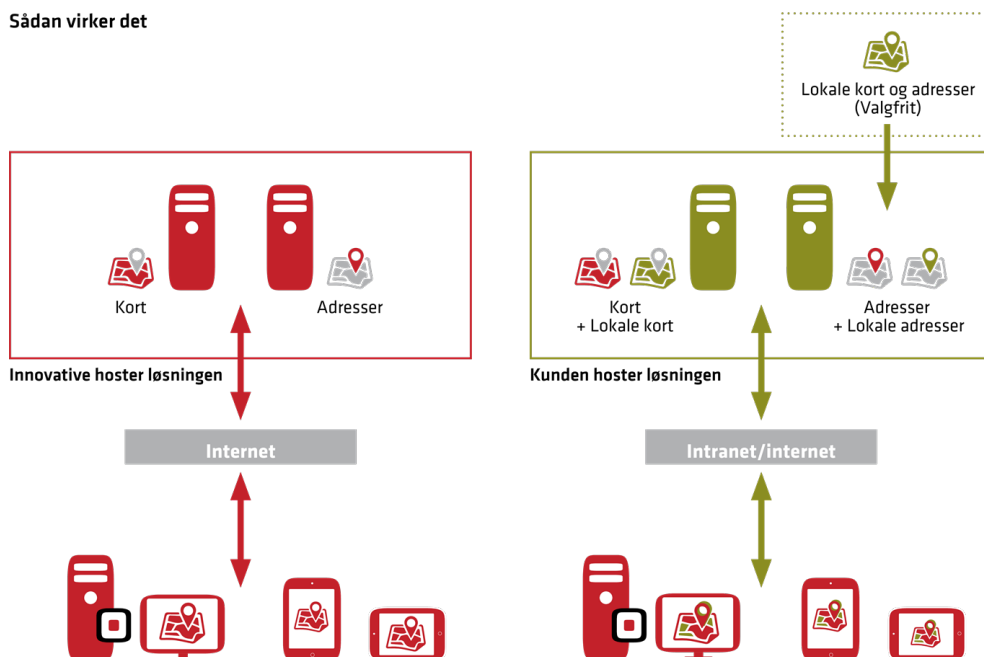 Sådan virker det
Lokale kort og adresser
(Valgfrit)
Kort
Adresser
Kort
+ Lokale kort
Adresser
+ Lokale adresser
Innovative hoster løsningen
Kunden hoster løsningen
Internet
Intranet/internet